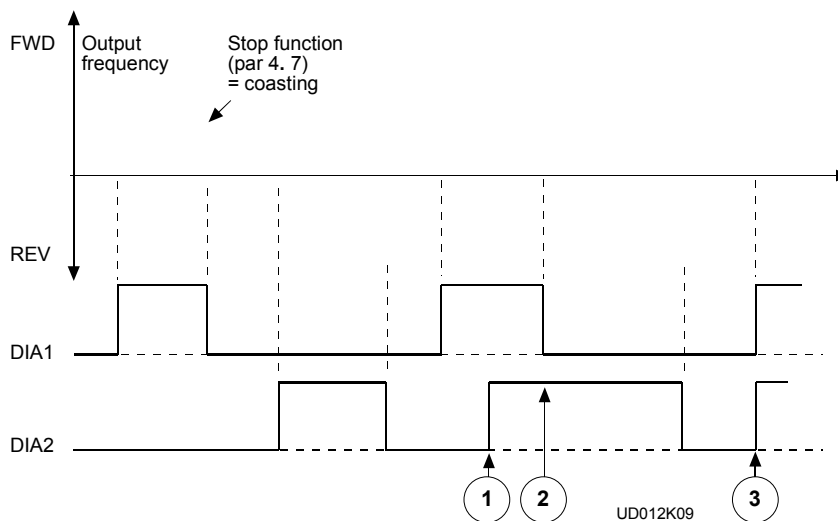 FWD
Output
frequency
Stop function
(par 4. 7)
= coasting
REV
DIA1
DIA2
1
2
3
UD012K09